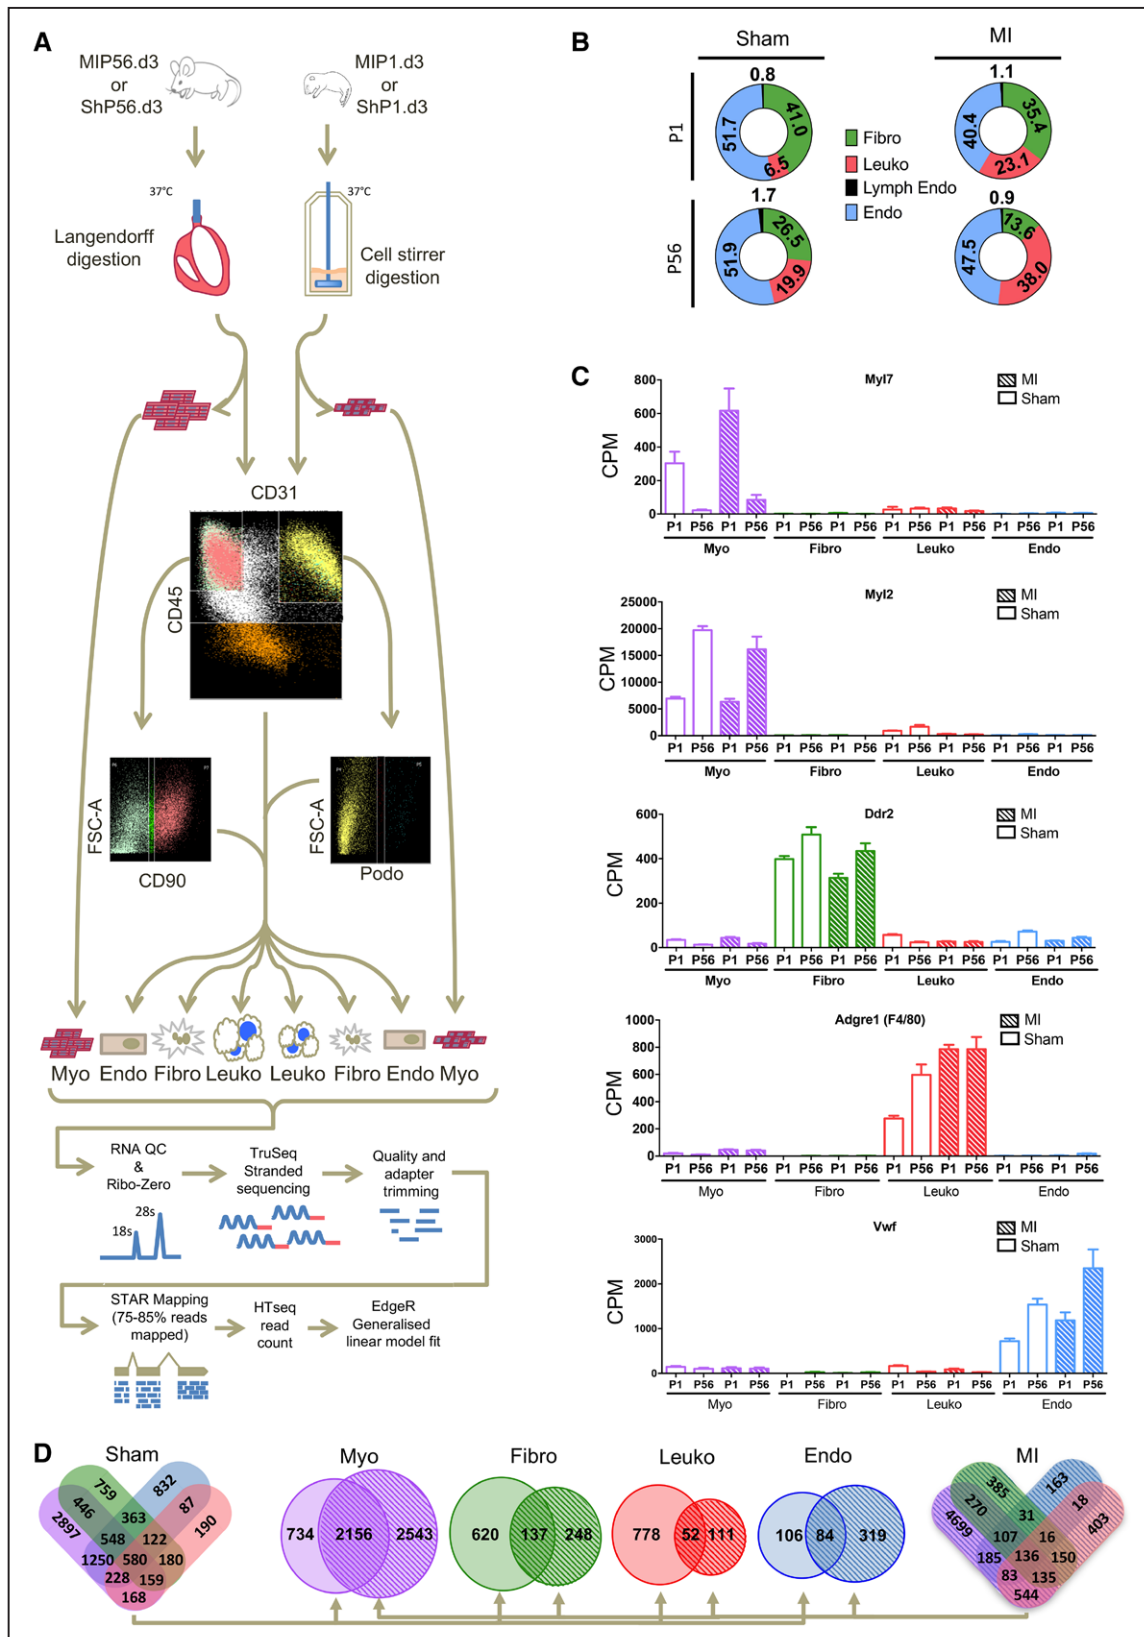 A
MIP56.d3
or
ShP56.d3
MIP1.d3
or
ShP1.d3
37°C
37°C
Langendorff
digestion
Cell stirrer
digestion
CD31
CD45
FSC-A
CD90
FSC-A
Podo
Myo Endo Fibro Leuko Leuko Fibro Endo Myo
RNA QC
&
Ribo-Zero
28s
18s
TruSeq
Stranded
sequencing
Quality and
adapter
trimming
STAR Mapping
(75-85% reads
mapped)
HTseq
read
count
EdgeR
Generalised
linear model fit
B
Sham
MI
P1
0.8
41.0
6.5
51.7
1.1
35.4
23.1
40.4
Fibro
Leuko
Lymph Endo
Endo
P56
1.7
26.5
19.9
51.9
0.9
13.6
38.0
47.5
C
Myl7
MI
Sham
CPM
800
600
400
200
0
P1 P56 P1 P56 P1 P56 P1 P56 P1 P56 P1 P56 P1 P56 P1 P56
Myo Fibro Leuko Endo
Myl2
MI
Sham
CPM
25000
20000
15000
10000
5000
0
P1 P56 P1 P56 P1 P56 P1 P56 P1 P56 P1 P56 P1 P56 P1 P56
Myo Fibro Leuko Endo
Ddr2
MI
Sham
CPM
600
400
200
0
P1 P56 P1 P56 P1 P56 P1 P56 P1 P56 P1 P56 P1 P56 P1 P56
Myo Fibro Leuko Endo
Adgre1 (F4/80)
MI
Sham
CPM
1000
800
600
400
200
0
P1 P56 P1 P56 P1 P56 P1 P56 P1 P56 P1 P56 P1 P56 P1 P56
Myo Fibro Leuko Endo
Vwf
MI
Sham
CPM
3000
2000
1000
0
P1 P56 P1 P56 P1 P56 P1 P56 P1 P56 P1 P56 P1 P56 P1 P56
Myo Fibro Leuko Endo
D
Sham
759 832
446 363 87
2897 548 122 190
1250 580 180
228 159
168
Myo
734 2156 2543
Fibro
620 137 248
Leuko
778 52 111
Endo
106 84 319
MI
385 163
270 31 18
4699 107 16 403
185 136 150
83 135
544